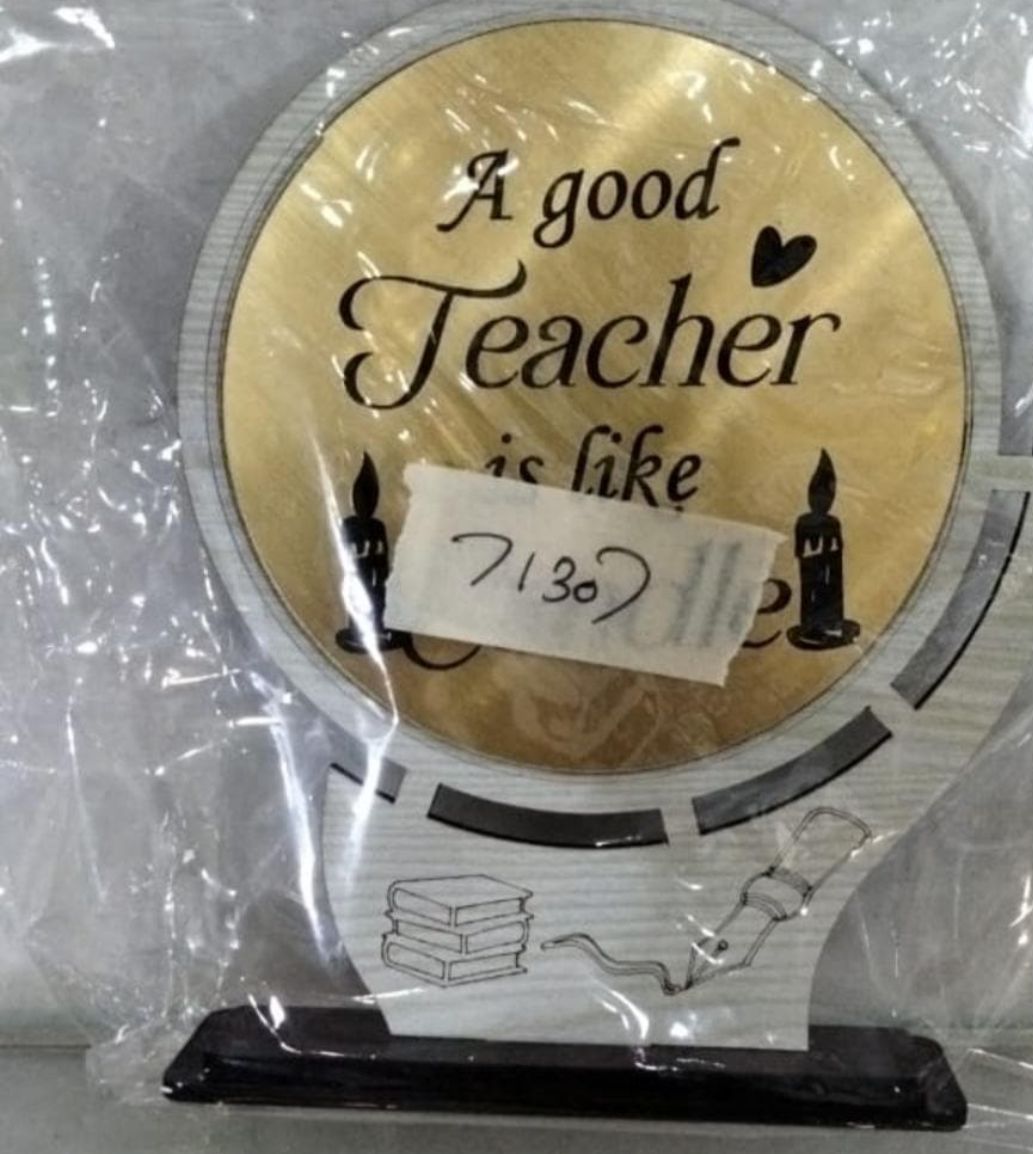 A good
Teacher
is like
71307